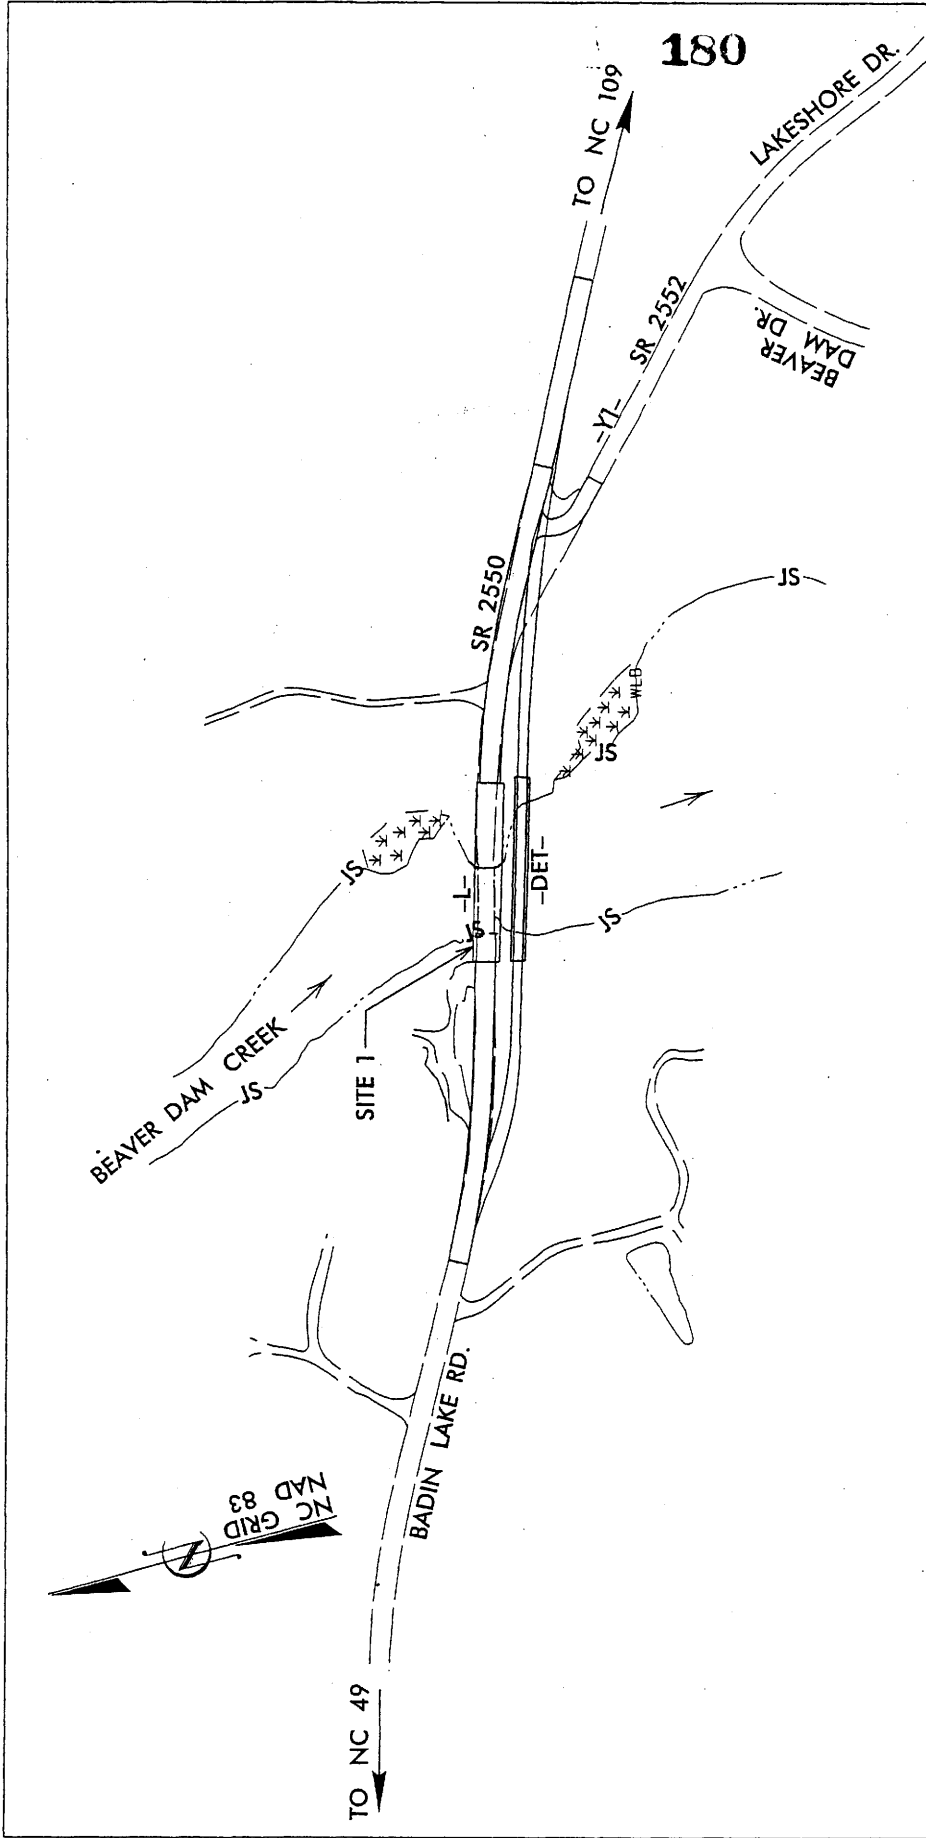 180
TO NC 109
LAKESHORE DR.
SR 2552
BEAVER
DAM DR.
-Y1-
SR 2550
JS
WLB
JS
JS
-L-
-DET-
JS
JS
SITE 1
BEAVER DAM CREEK
JS
BADIN LAKE RD.
NC GRID
NAD 83
N
TO NC 49